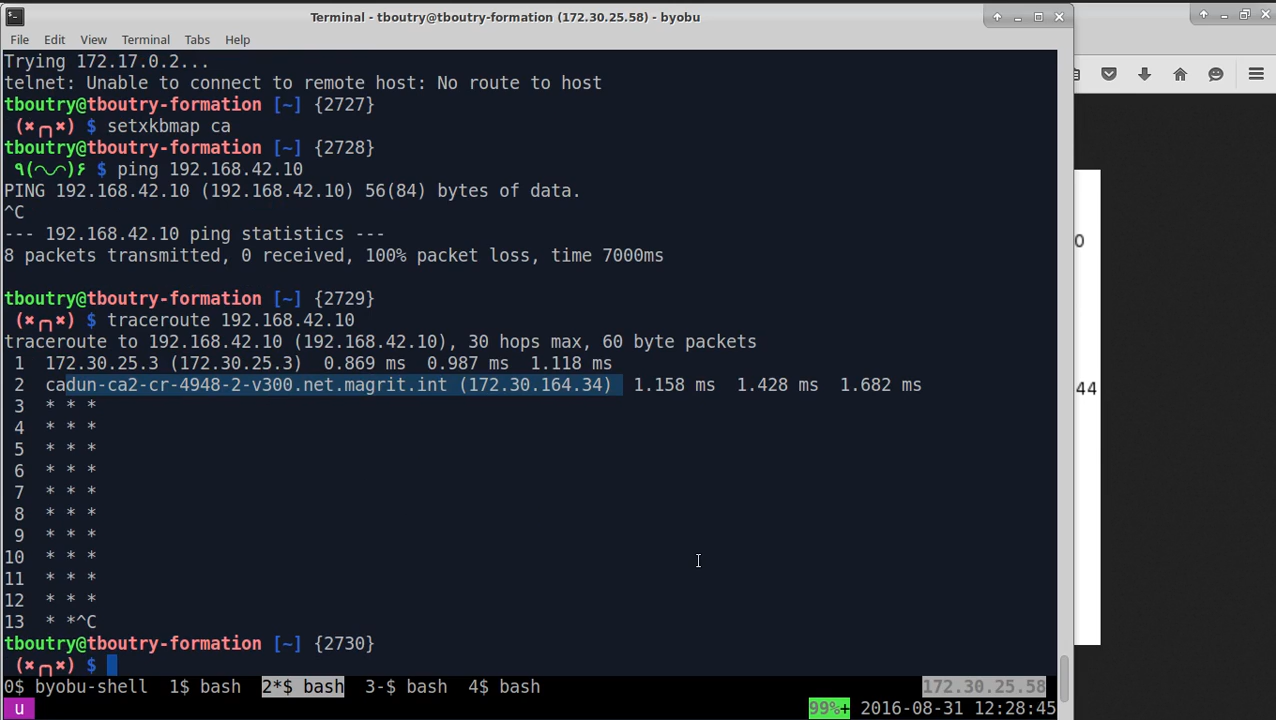 Terminal - tboutry@tboutry-formation (172.30.25.58) - byobu
File Edit View Terminal Tabs Help
Trying 172.17.0.2...
telnet: Unable to connect to remote host: No route to host
tboutry@tboutry-formation [~] {2727}
(✖╭╮✖) $ setxkbmap ca
tboutry@tboutry-formation [~] {2728}
٩(◡◡)۶ $ ping 192.168.42.10
PING 192.168.42.10 (192.168.42.10) 56(84) bytes of data.
^C
--- 192.168.42.10 ping statistics ---
8 packets transmitted, 0 received, 100% packet loss, time 7000ms
tboutry@tboutry-formation [~] {2729}
(✖╭╮✖) $ traceroute 192.168.42.10
traceroute to 192.168.42.10 (192.168.42.10), 30 hops max, 60 byte packets
1 172.30.25.3 (172.30.25.3) 0.869 ms 0.987 ms 1.118 ms
2 cadun-ca2-cr-4948-2-v300.net.magrit.int (172.30.164.34) 1.158 ms 1.428 ms 1.682 ms
3 * * *
4 * * *
5 * * *
6 * * *
7 * * *
8 * * *
9 * * *
10 * * *
11 * * *
12 * * *
13 * *^C
tboutry@tboutry-formation [~] {2730}
(✖╭╮✖) $
0$ byobu-shell 1$ bash 2*$ bash 3-$ bash 4$ bash 172.30.25.58
u 99%+ 2016-08-31 12:28:45
0
44